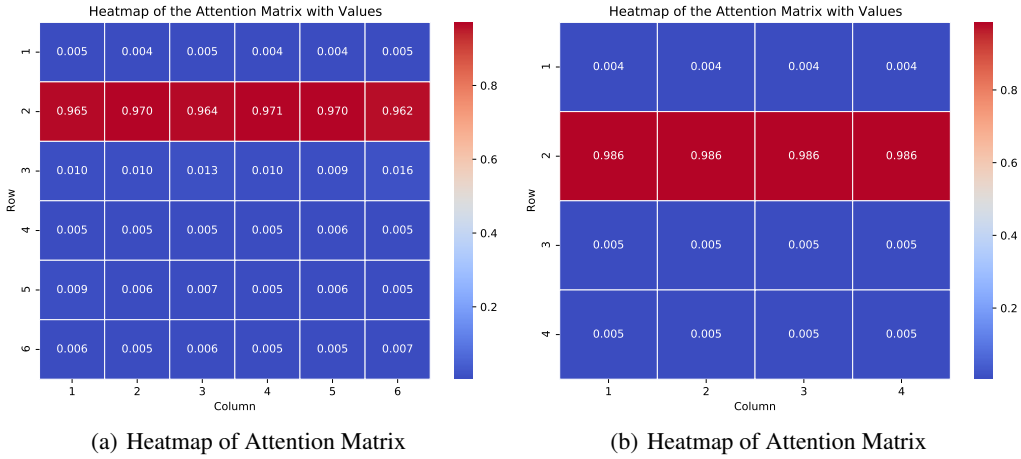 Heatmap of the Attention Matrix with Values
1 0.005 0.004 0.005 0.004 0.004 0.005
0.8
2 0.965 0.970 0.964 0.971 0.970 0.962
0.6
3 0.010 0.010 0.013 0.010 0.009 0.016
Row
4 0.005 0.005 0.005 0.005 0.006 0.005
0.4
5 0.009 0.006 0.007 0.005 0.006 0.005
0.2
6 0.006 0.005 0.006 0.005 0.005 0.007
1 2 3 4 5 6
Column
(a) Heatmap of Attention Matrix
Heatmap of the Attention Matrix with Values
1 0.004 0.004 0.004 0.004
0.8
2 0.986 0.986 0.986 0.986
0.6
Row
0.4
3 0.005 0.005 0.005 0.005
0.2
4 0.005 0.005 0.005 0.005
1 2 3 4
Column
(b) Heatmap of Attention Matrix